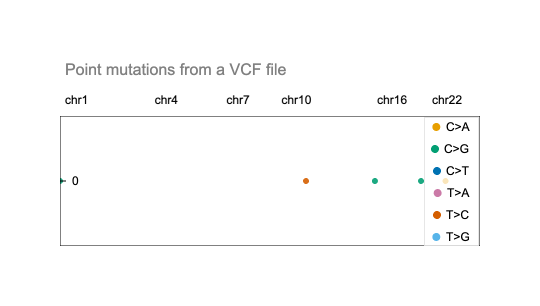 Point mutations from a VCF file
chr1 chr4 chr7 chr10 chr16 chr22
C>A
C>G
C>T
0
T>A
T>C
T>G